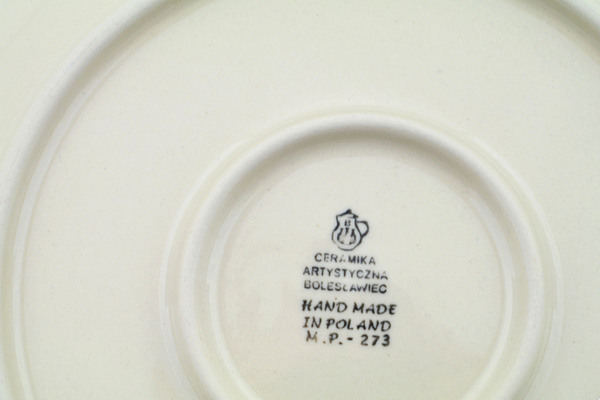 CERAMIKA
ARTYSTYCZNA
BOLESŁAWIEC
HAND MADE
IN POLAND
M.P.- 273